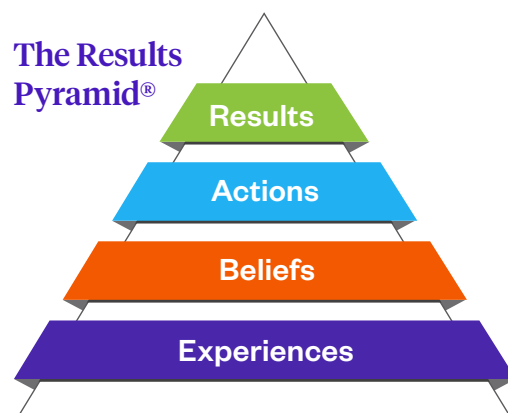 The Results
Pyramid®
Results
Actions
Beliefs
Experiences